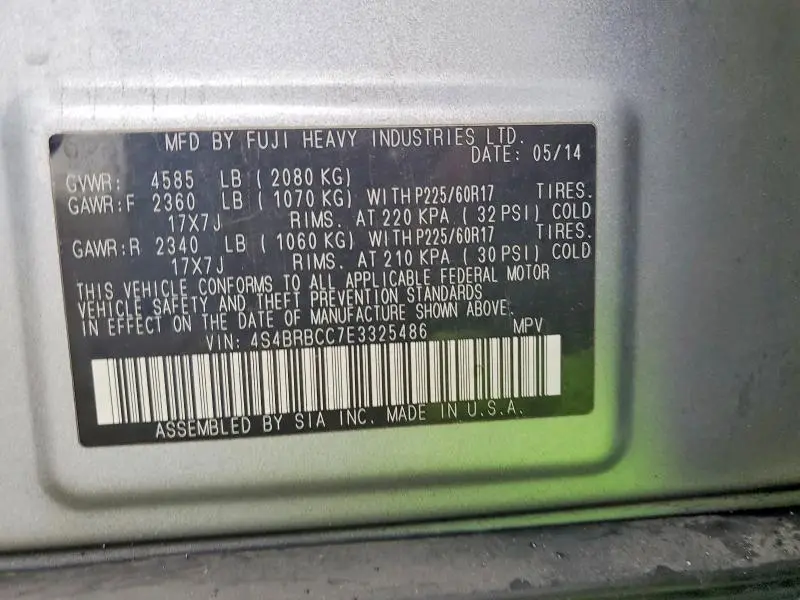 MFD BY FUJI HEAVY INDUSTRIES LTD.
DATE: 05/14
GVWR: 4585 LB ( 2080 KG)
GAWR:F 2360 LB ( 1070 KG) WITH P225/60R17 TIRES.
17X7J RIMS. AT 220 KPA ( 32 PSI) COLD
GAWR:R 2340 LB ( 1060 KG) WITH P225/60R17 TIRES.
17X7J RIMS. AT 210 KPA ( 30 PSI) COLD
THIS VEHICLE CONFORMS TO ALL APPLICABLE FEDERAL MOTOR
VEHICLE SAFETY AND THEFT PREVENTION STANDARDS
IN EFFECT ON THE DATE OF MANUFACTURE SHOWN ABOVE.
VIN: 4S4BRBCC7E3325486 MPV
ASSEMBLED BY SIA INC. MADE IN U.S.A.